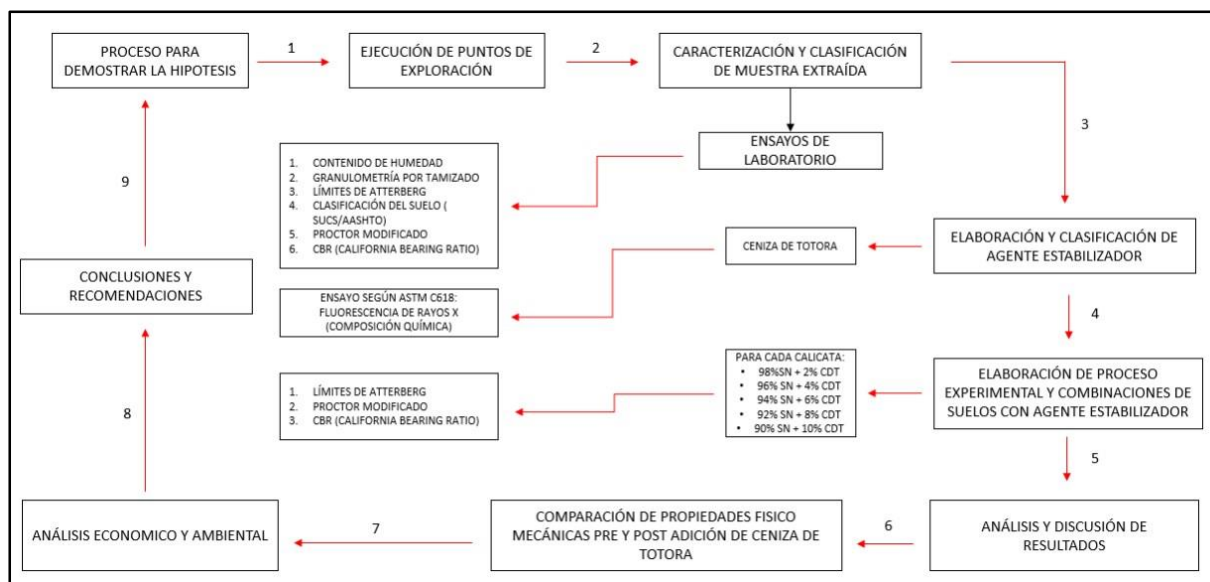 PROCESO PARA
DEMOSTRAR LA HIPOTESIS
1
EJECUCIÓN DE PUNTOS DE
EXPLORACIÓN
2
CARACTERIZACIÓN Y CLASIFICACIÓN
DE MUESTRA EXTRAÍDA
3
ENSAYOS DE
LABORATORIO
1. CONTENIDO DE HUMEDAD
2. GRANULOMETRÍA POR TAMIZADO
3. LÍMITES DE ATTERBERG
4. CLASIFICACIÓN DEL SUELO (
SUCS/AASHTO)
5. PROCTOR MODIFICADO
6. CBR (CALIFORNIA BEARING RATIO)
ELABORACIÓN Y CLASIFICACIÓN DE
AGENTE ESTABILIZADOR
CENIZA DE TOTORA
ENSAYO SEGÚN ASTM C618:
FLUORESCENCIA DE RAYOS X
(COMPOSICIÓN QUÍMICA)
4
ELABORACIÓN DE PROCESO
EXPERIMENTAL Y COMBINACIONES DE
SUELOS CON AGENTE ESTABILIZADOR
PARA CADA CALICATA:
• 98%SN + 2% CDT
• 96% SN + 4% CDT
• 94% SN + 6% CDT
• 92% SN + 8% CDT
• 90% SN + 10% CDT
1. LÍMITES DE ATTERBERG
2. PROCTOR MODIFICADO
3. CBR (CALIFORNIA BEARING RATIO)
5
ANÁLISIS Y DISCUSIÓN DE
RESULTADOS
6
COMPARACIÓN DE PROPIEDADES FISICO
MECÁNICAS PRE Y POST ADICIÓN DE CENIZA DE
TOTORA
7
ANÁLISIS ECONOMICO Y AMBIENTAL
8
CONCLUSIONES Y
RECOMENDACIONES
9